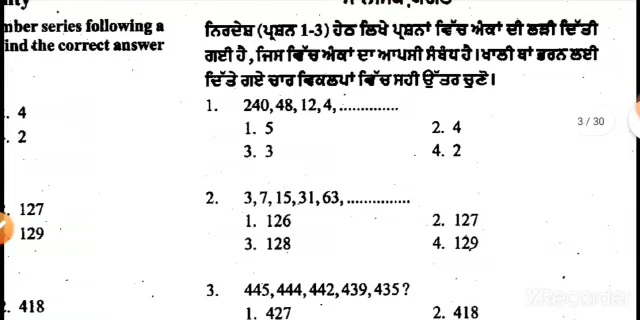 nber series following a
ind the correct answer
. 4
. 2
. 127
129
. 418
ਨਿਰਦੇਸ਼ (ਪ੍ਰਸ਼ਨ 1-3) ਹੇਠ ਲਿਖੇ ਪ੍ਰਸ਼ਨਾਂ ਵਿੱਚ ਅੰਕਾਂ ਦੀ ਲੜੀ ਦਿੱਤੀ
ਗਈ ਹੈ, ਜਿਸ ਵਿੱਚ ਅੰਕਾਂ ਦਾ ਆਪਸੀ ਸੰਬੰਧ ਹੈ।ਖਾਲੀ ਥਾਂ ਭਰਨ ਲਈ
ਦਿੱਤੇ ਗਏ ਚਾਰ ਵਿਕਲਪਾਂ ਵਿੱਚ ਸਹੀ ਉੱਤਰ ਚੁਣੋ।
1. 240, 48, 12, 4, ..............
1. 5 2. 4
3. 3 4. 2
3 / 30
2. 3, 7, 15, 31, 63, ................
1. 126 2. 127
3. 128 4. 129
3. 445, 444, 442, 439, 435 ?
1. 427 2. 418
XRecorder